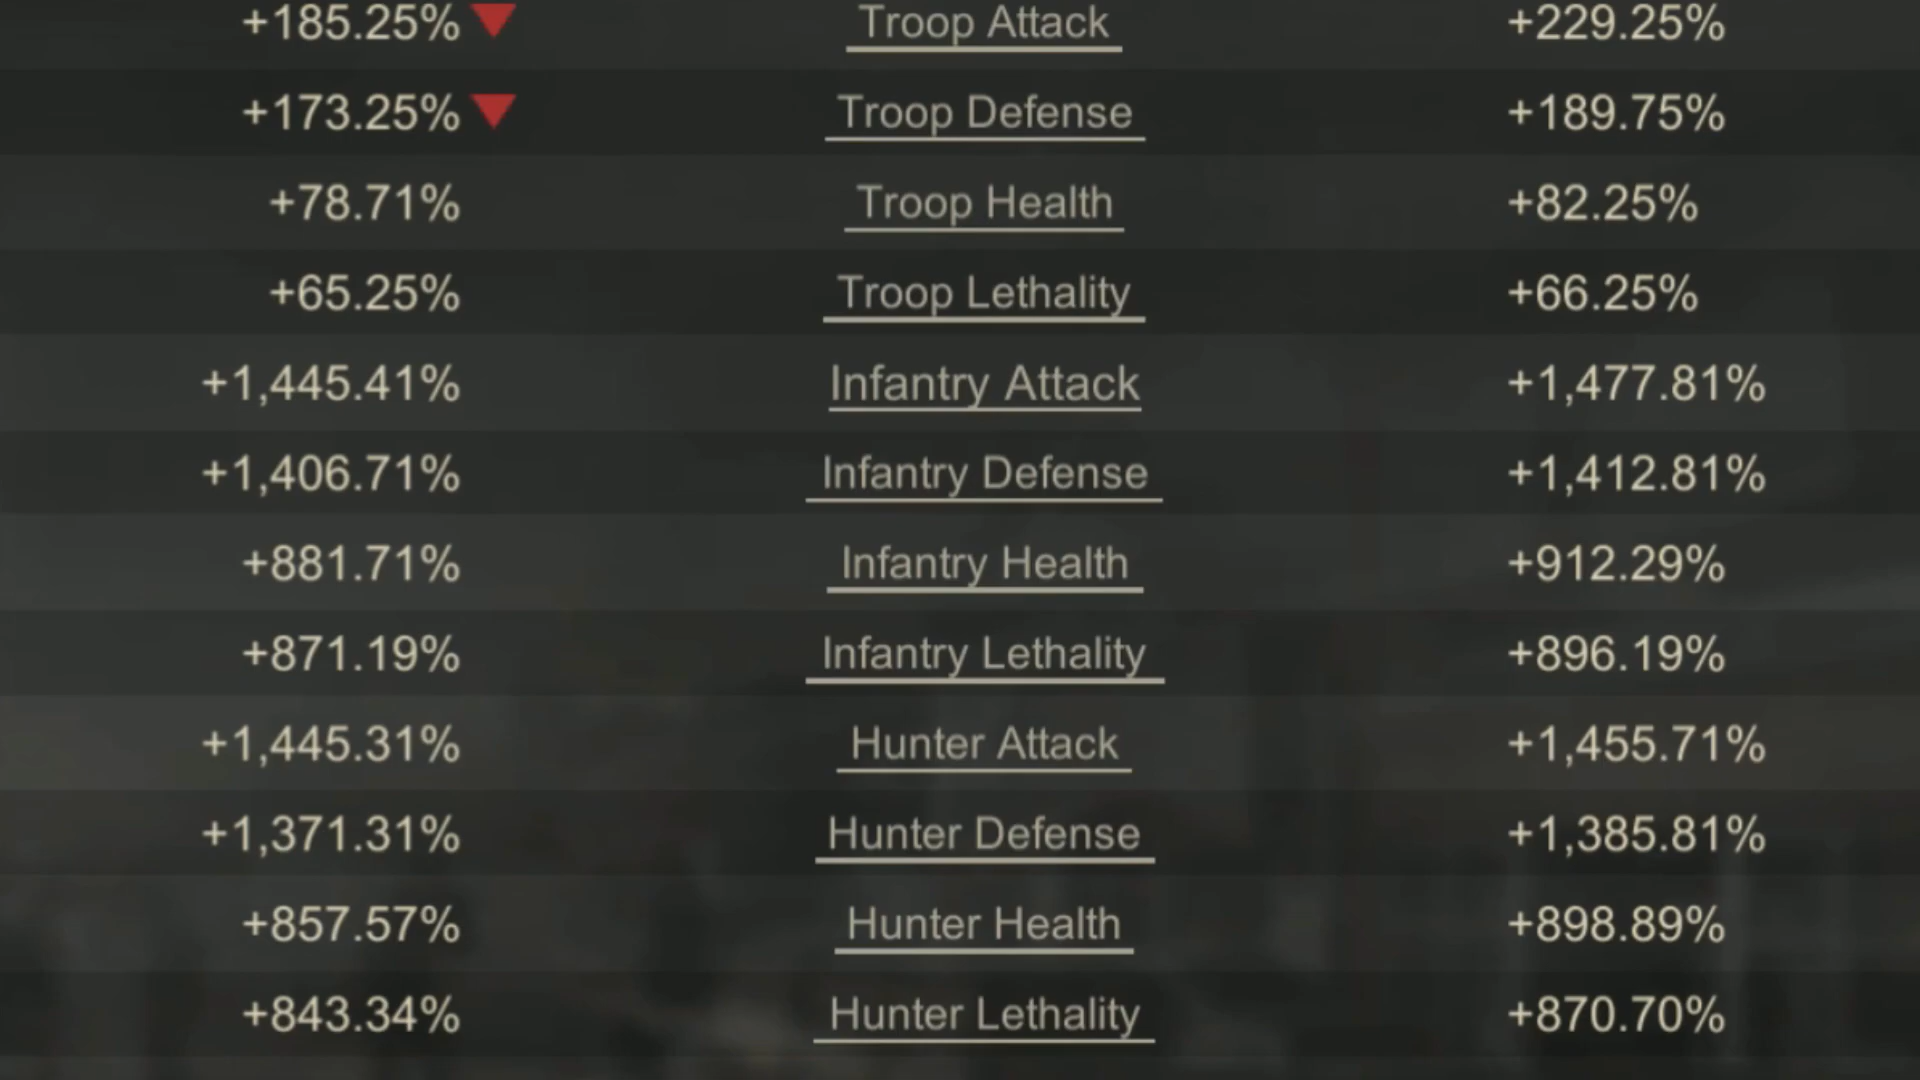 +185.25% Troop Attack +229.25%
+173.25% Troop Defense +189.75%
+78.71% Troop Health +82.25%
+65.25% Troop Lethality +66.25%
+1,445.41% Infantry Attack +1,477.81%
+1,406.71% Infantry Defense +1,412.81%
+881.71% Infantry Health +912.29%
+871.19% Infantry Lethality +896.19%
+1,445.31% Hunter Attack +1,455.71%
+1,371.31% Hunter Defense +1,385.81%
+857.57% Hunter Health +898.89%
+843.34% Hunter Lethality +870.70%